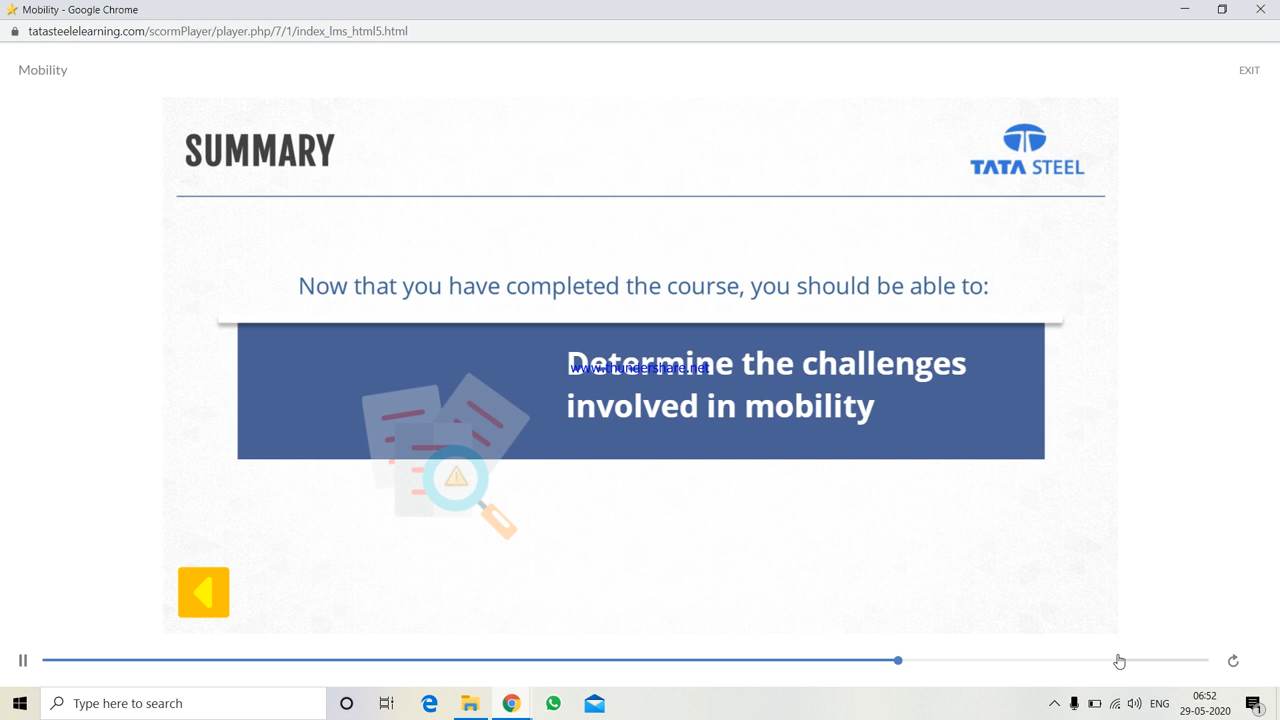 Mobility - Google Chrome
tatasteelelearning.com/scormPlayer/player.php/7/1/index_lms_html5.html
Mobility
EXIT
SUMMARY
TATA STEEL
Now that you have completed the course, you should be able to:
Determine the challenges
www.thundershare.net
involved in mobility
Type here to search
ENG
06:52
29-05-2020
1